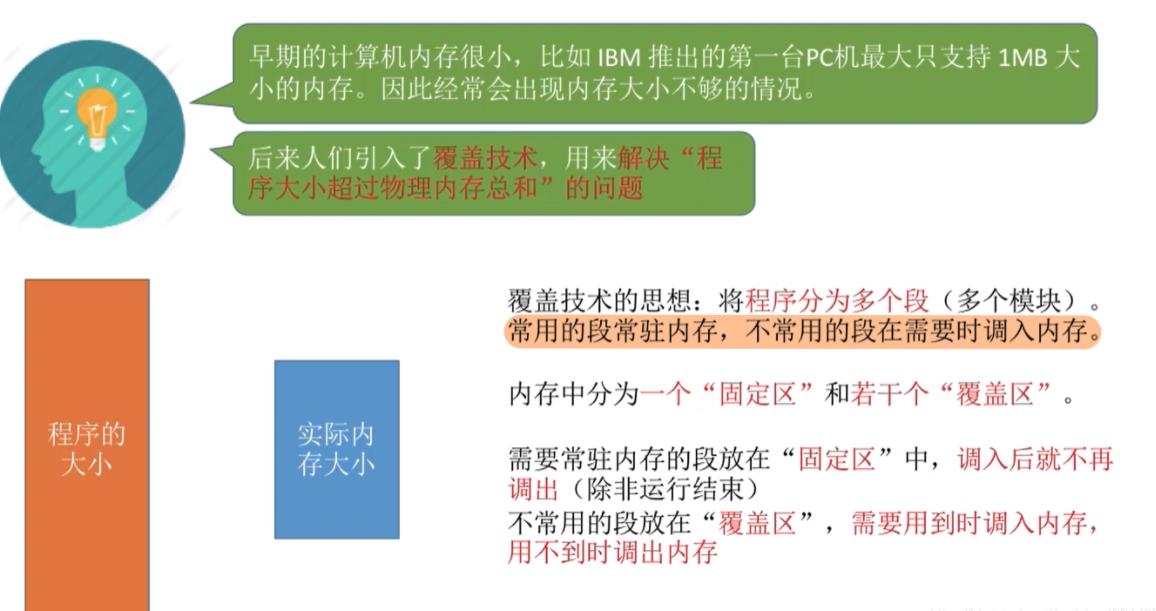 早期的计算机内存很小，比如 IBM 推出的第一台PC机最大只支持 1MB 大
小的内存。因此经常会出现内存大小不够的情况。
后来人们引入了覆盖技术，用来解决“程
序大小超过物理内存总和”的问题
覆盖技术的思想：将程序分为多个段（多个模块）。
常用的段常驻内存，不常用的段在需要时调入内存。
内存中分为一个“固定区”和若干个“覆盖区”。
需要常驻内存的段放在“固定区”中，调入后就不再
调出（除非运行结束）
不常用的段放在“覆盖区”，需要用到时调入内存，
用不到时调出内存
程序的
大小
实际内
存大小